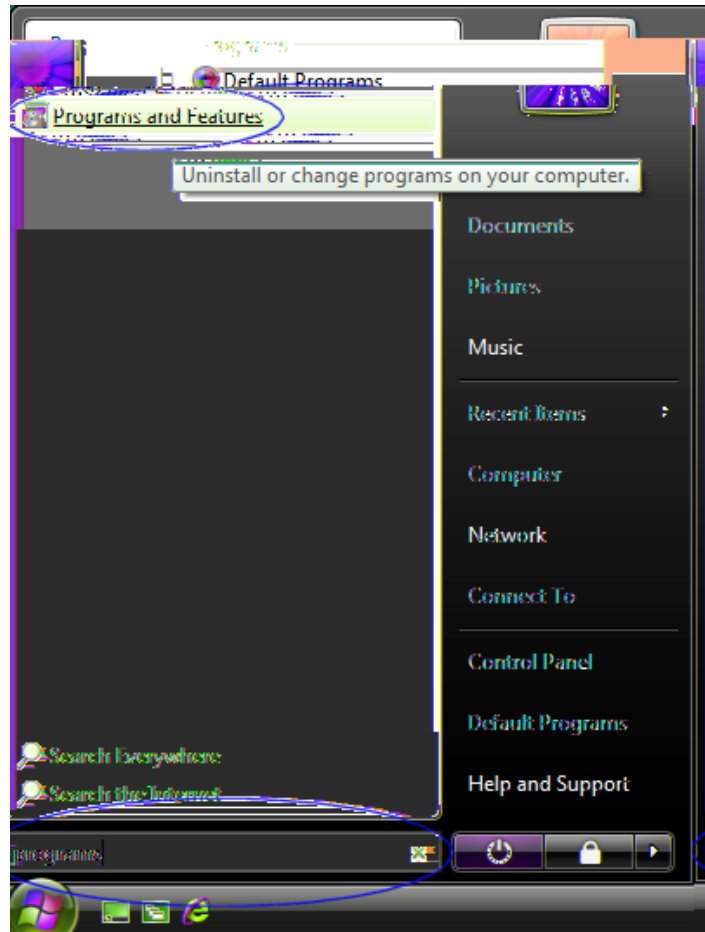 Programs
Default Programs
Programs and Features
Uninstall or change programs on your computer.
Documents
Pictures
Music
Recent Items
Computer
Network
Connect To
Control Panel
Default Programs
Help and Support
Search Everywhere
Search the Internet
programs